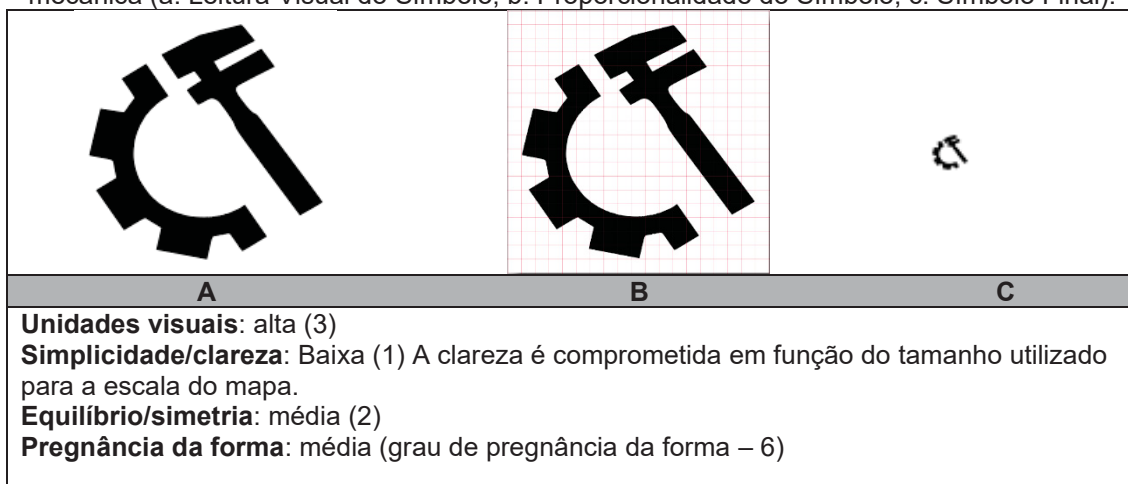 mecânica (a. Leitura Visual do Símbolo; b. Proporcionalidade do Símbolo; c. Símbolo Final).
A B C
Unidades visuais: alta (3)
Simplicidade/clareza: Baixa (1) A clareza é comprometida em função do tamanho utilizado
para a escala do mapa.
Equilíbrio/simetria: média (2)
Pregnância da forma: média (grau de pregnância da forma – 6)